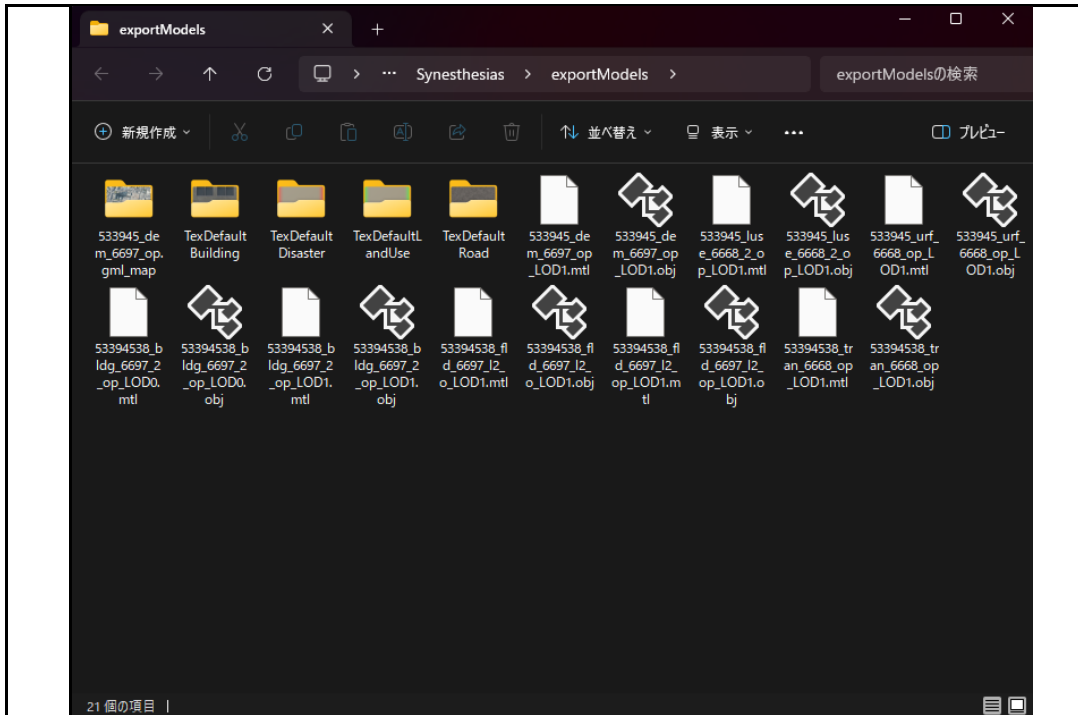 exportModels
Synesthesias > exportModels >
exportModelsの検索
新規作成
並べ替え
表示
プレビュー
533945_de
m_6697_op.
gml_map
TexDefault
Building
TexDefault
Disaster
TexDefaultL
andUse
TexDefault
Road
533945_de
m_6697_op
_LOD1.mtl
533945_de
m_6697_op
_LOD1.obj
533945_lus
e_6668_2_o
p_LOD1.mtl
533945_lus
e_6668_2_o
p_LOD1.obj
533945_urf_
6668_op_L
OD1.mtl
533945_urf_
6668_op_L
OD1.obj
53394538_b
ldg_6697_2
_op_LOD0.
mtl
53394538_b
ldg_6697_2
_op_LOD0.
obj
53394538_b
ldg_6697_2
_op_LOD1.
mtl
53394538_b
ldg_6697_2
_op_LOD1.
obj
53394538_fl
d_6697_l2_
o_LOD1.mtl
53394538_fl
d_6697_l2_
o_LOD1.obj
53394538_fl
d_6697_l2_
op_LOD1.m
tl
53394538_fl
d_6697_l2_
op_LOD1.o
bj
53394538_tr
an_6668_op
_LOD1.mtl
53394538_tr
an_6668_op
_LOD1.obj
21 個の項目